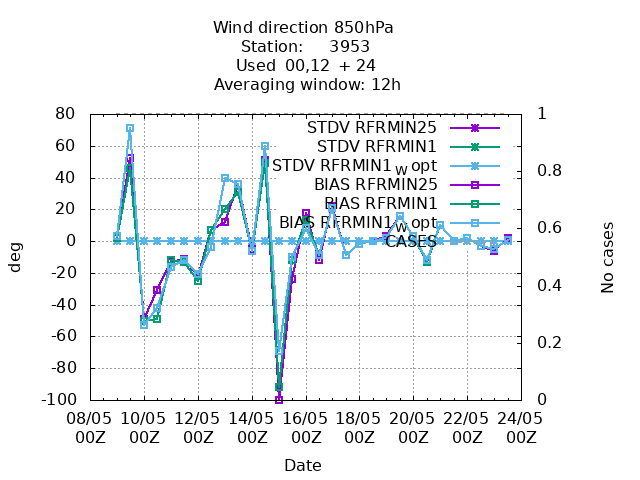 Wind direction 850hPa
Station: 3953
Used 00,12 + 24
Averaging window: 12h
80
60
40
20
0
-20
-40
-60
-80
-100
1
0.8
0.6
0.4
0.2
0
STDV RFRMIN25
STDV RFRMIN1
STDV RFRMIN1w opt
BIAS RFRMIN25
BIAS RFRMIN1
BIAS RFRMIN1w opt
CASES
deg
No cases
08/05 10/05 12/05 14/05 16/05 18/05 20/05 22/05 24/05
00Z 00Z 00Z 00Z 00Z 00Z 00Z 00Z 00Z
Date